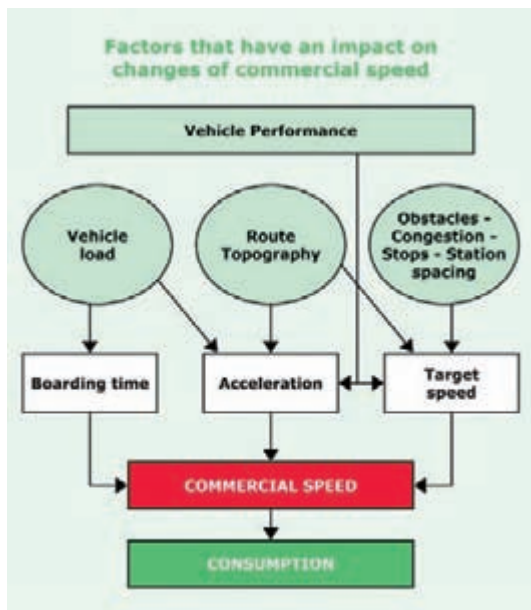 Factors that have an impact on
changes of commercial speed
Vehicle Performance
Vehicle
load
Route
Topography
Obstacles -
Congestion -
Stops - Station
spacing
Boarding time
Acceleration
Target
speed
COMMERCIAL SPEED
CONSUMPTION